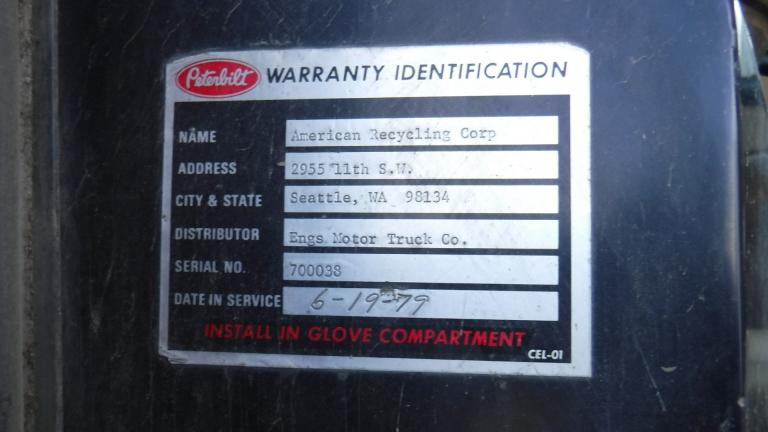 Peterbilt WARRANTY IDENTIFICATION
NAME American Recycling Corp
ADDRESS 2955 11th S.W.
CITY & STATE Seattle, WA 98134
DISTRIBUTOR Engs Motor Truck Co.
SERIAL NO. 700038
DATE IN SERVICE 6-19-79
INSTALL IN GLOVE COMPARTMENT
CEL-01